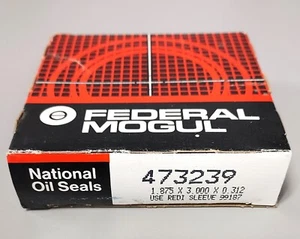 FEDERAL
MOGUL
National
Oil Seals
473239
1.875 X 3.000 X 0.312
USE REDI SLEEVE 99187